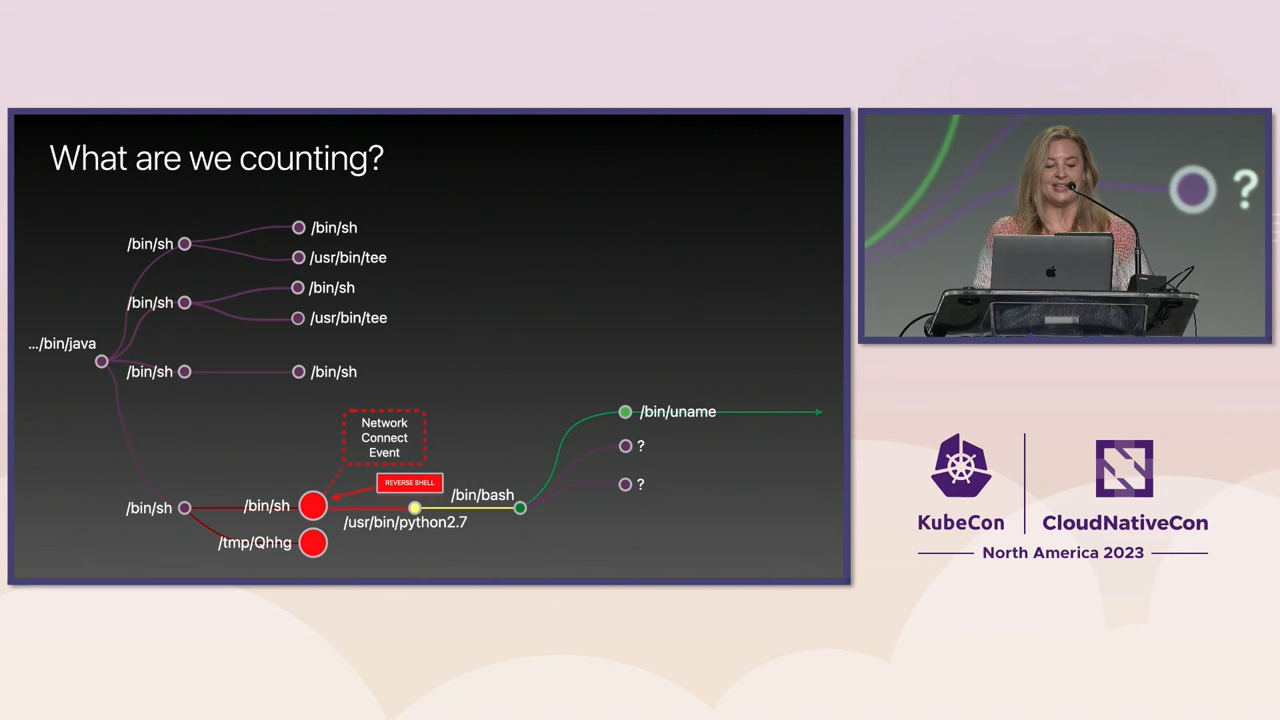 What are we counting?
/bin/sh
/bin/sh
/usr/bin/tee
/bin/sh
/bin/sh
/usr/bin/tee
.../bin/java
/bin/sh
/bin/sh
/bin/uname
Network
Connect
Event
?
REVERSE SHELL
?
/bin/bash
/bin/sh
/bin/sh
/usr/bin/python2.7
/tmp/Qhhg
?
KubeCon
CloudNativeCon
North America 2023